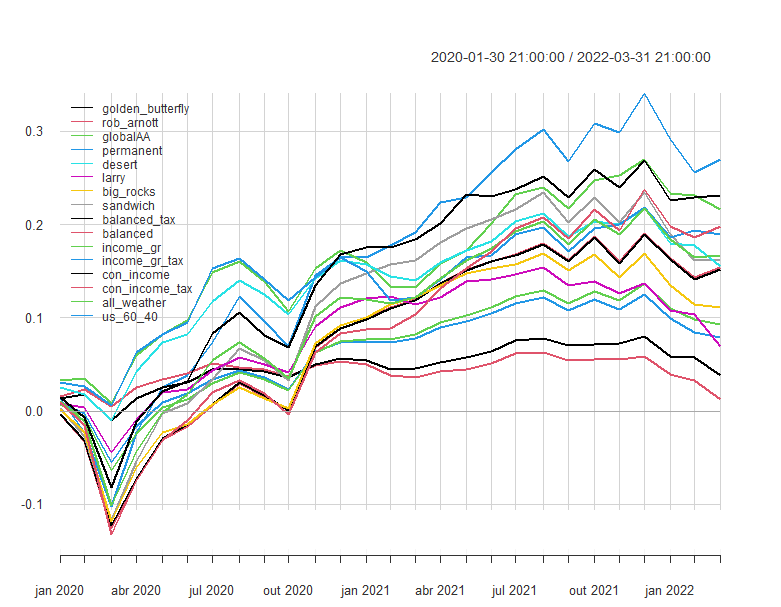 2020-01-30 21:00:00 / 2022-03-31 21:00:00
0.3
0.2
0.1
0.0
-0.1
golden_butterfly
rob_arnott
globalAA
permanent
desert
larry
big_rocks
sandwich
balanced_tax
balanced
income_gr
income_gr_tax
con_income
con_income_tax
all_weather
us_60_40
jan 2020 abr 2020 jul 2020 out 2020 jan 2021 abr 2021 jul 2021 out 2021 jan 2022